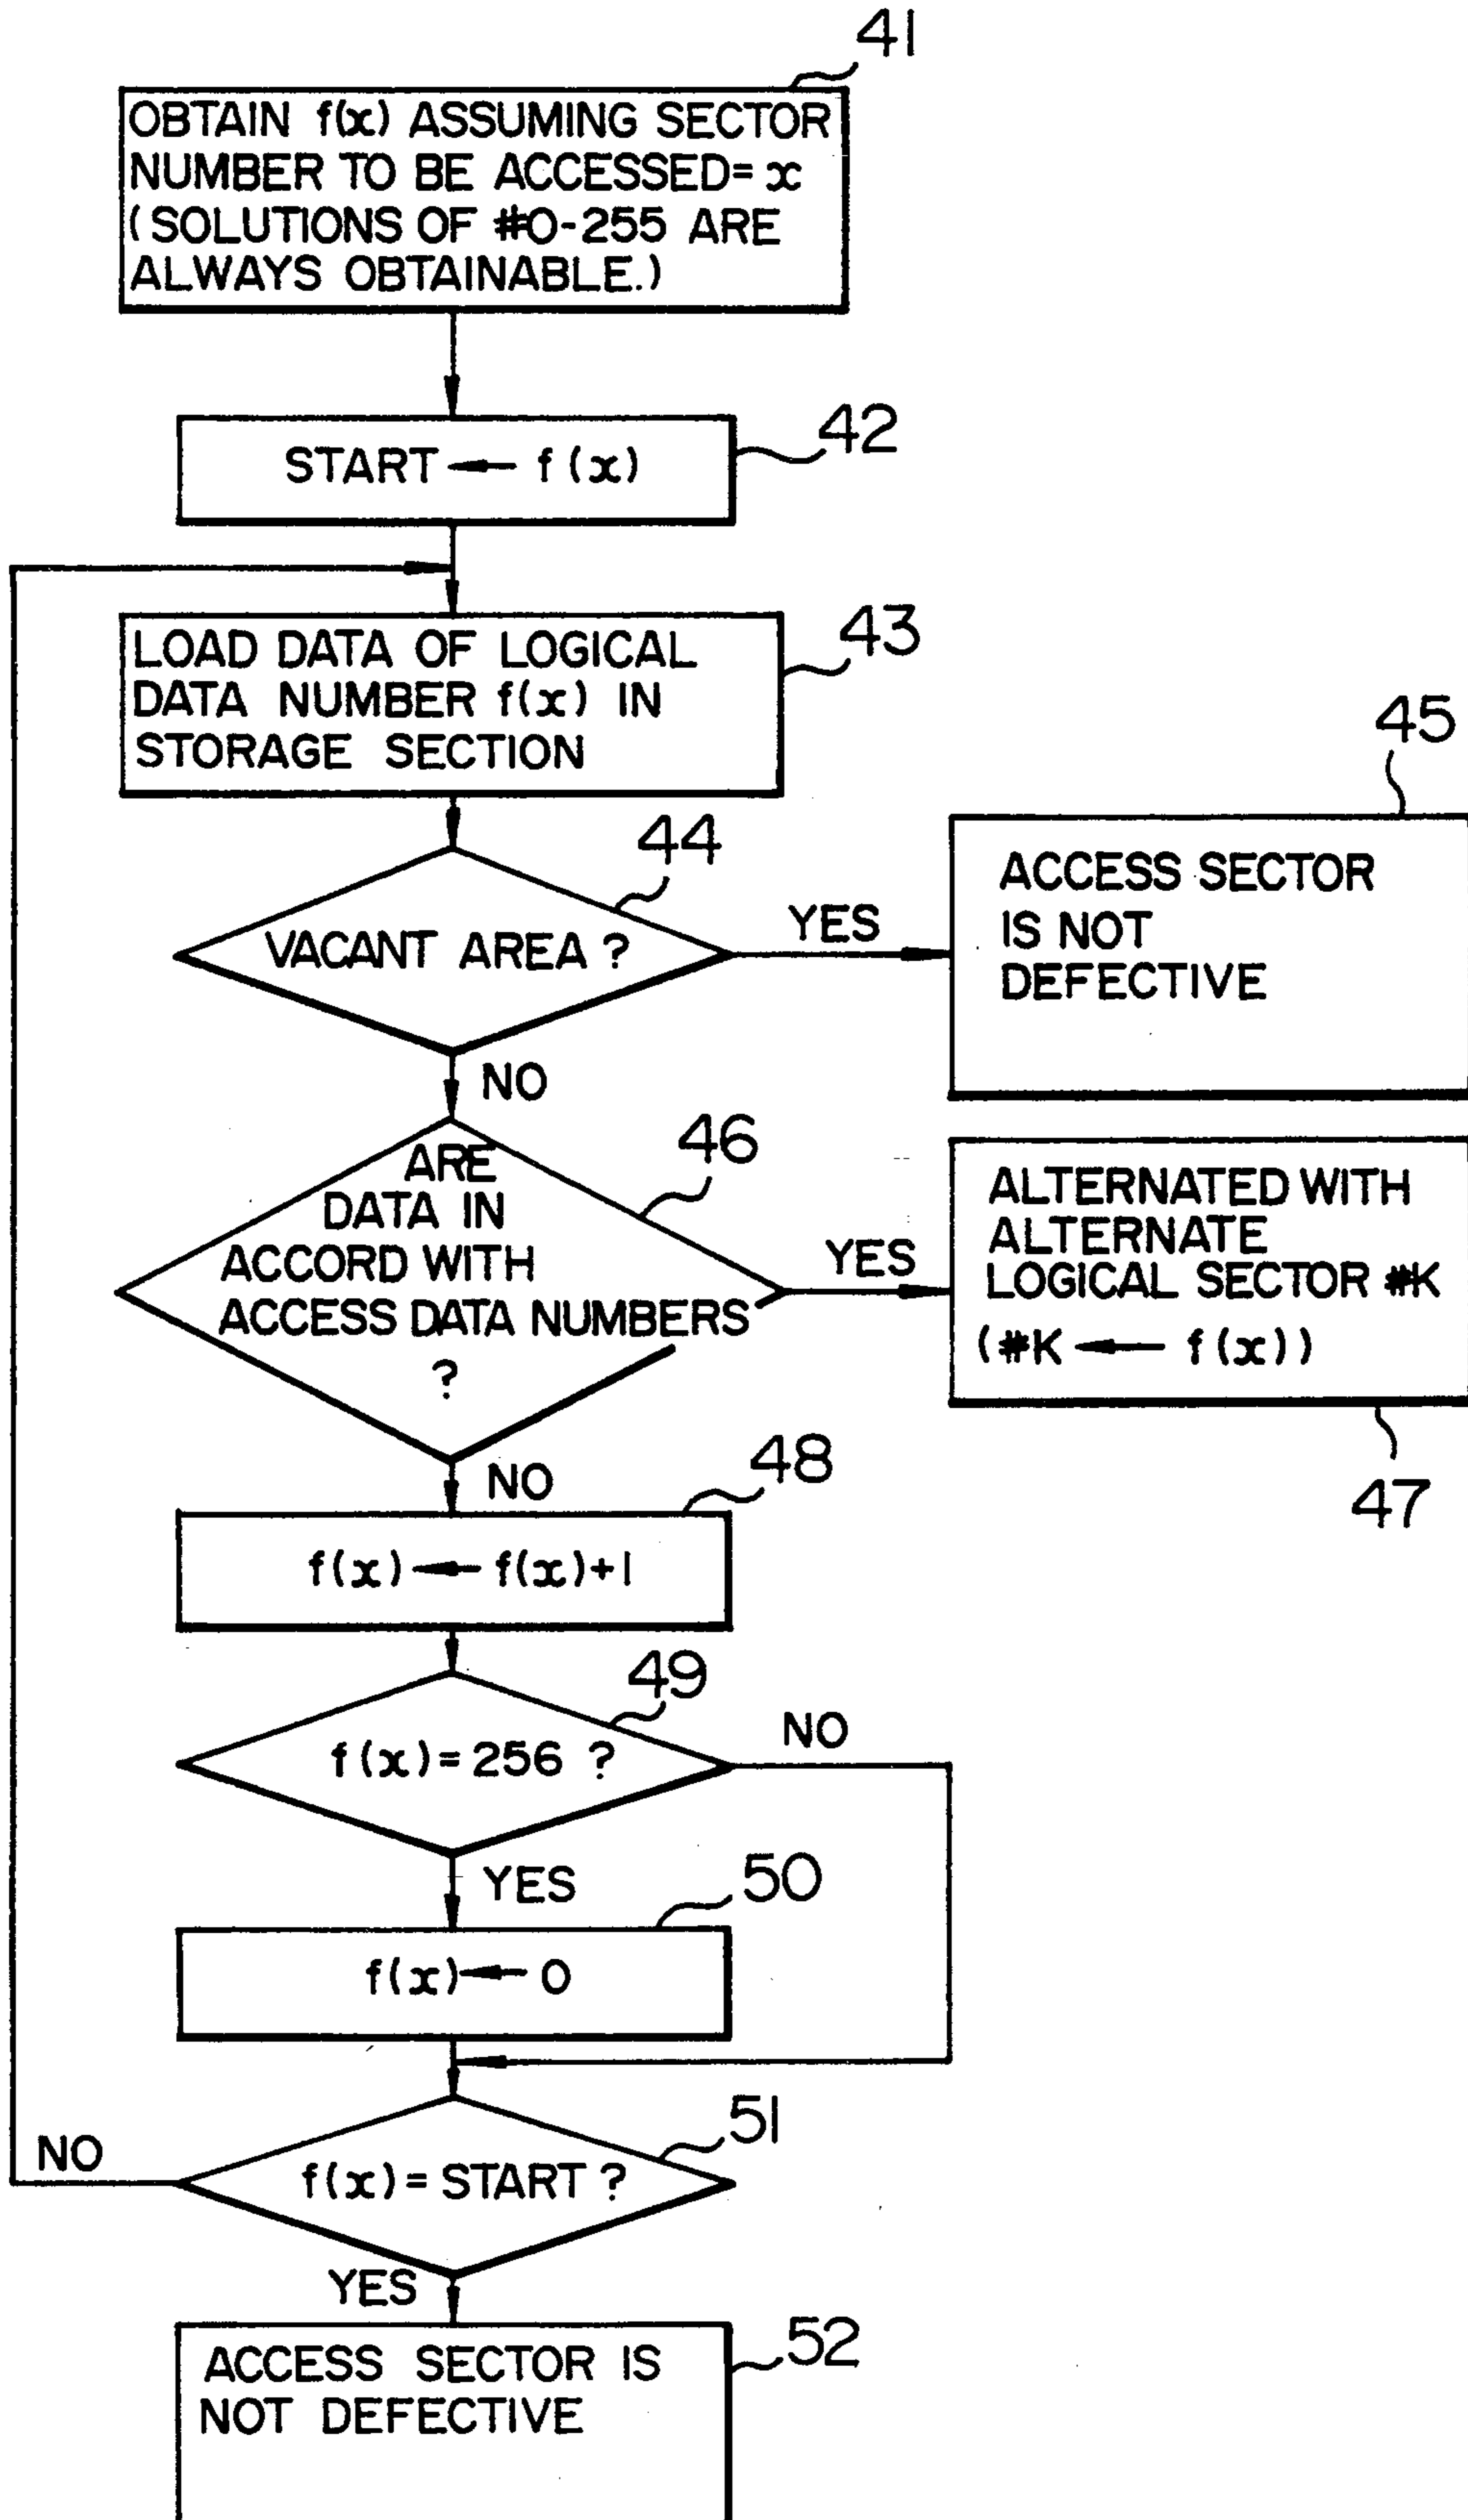 41
OBTAIN f(x) ASSUMING SECTOR
NUMBER TO BE ACCESSED= x
(SOLUTIONS OF #0-255 ARE
ALWAYS OBTAINABLE.)
42
START ← f(x)
43
LOAD DATA OF LOGICAL
DATA NUMBER f(x) IN
STORAGE SECTION
44
VACANT AREA ?
YES
45
ACCESS SECTOR
IS NOT
DEFECTIVE
NO
46
ARE
DATA IN
ACCORD WITH
ACCESS DATA NUMBERS
?
YES
ALTERNATED WITH
ALTERNATE
LOGICAL SECTOR #K
(#K ← f(x))
47
NO
48
f(x) ← f(x)+1
49
f(x)=256 ?
NO
YES
50
f(x) ← 0
51
f(x)=START ?
NO
YES
52
ACCESS SECTOR IS
NOT DEFECTIVE